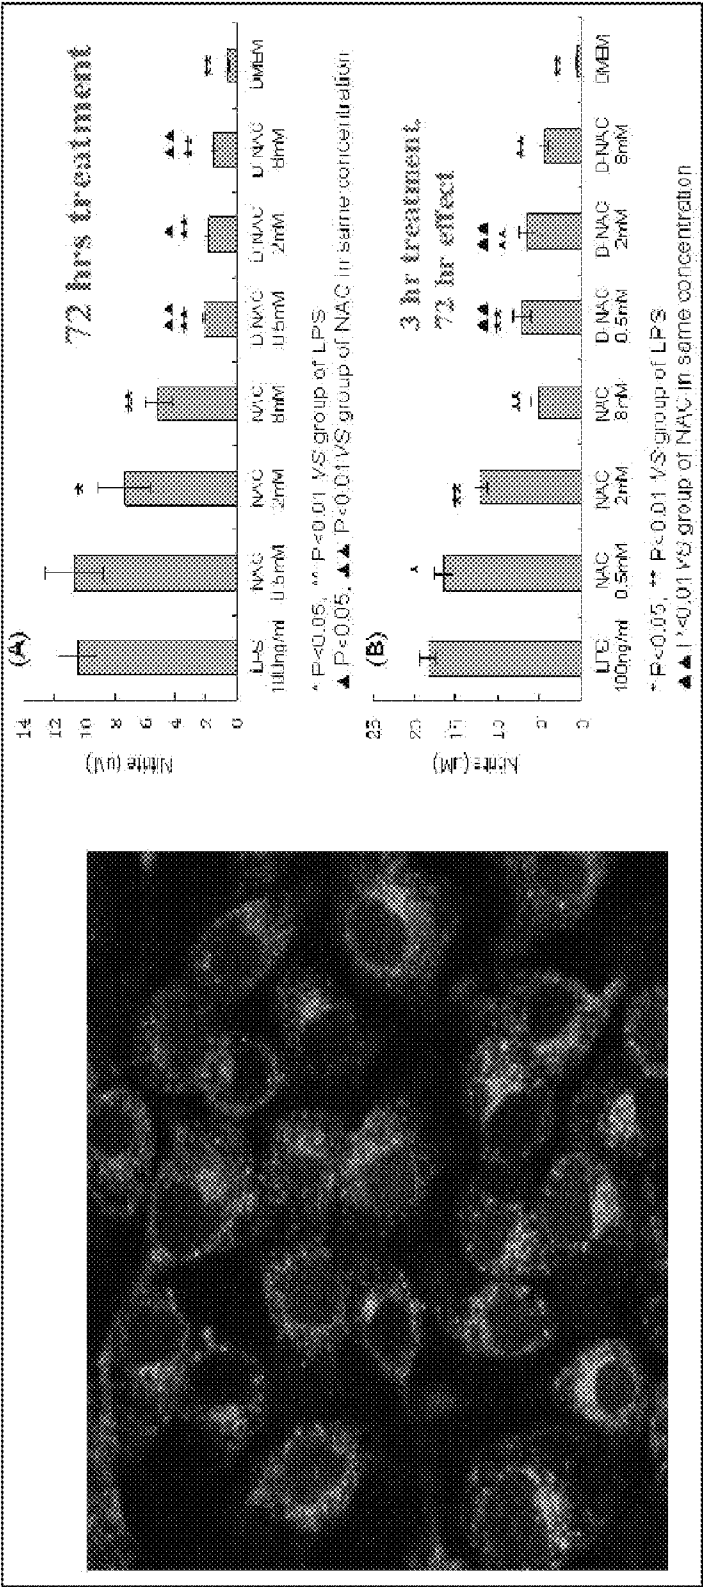 (A)
72 hrs treatment
14
12
10
8
6
4
2
0
Nitrite
LPS NAC NAC NAC D-NAC D-NAC D-NAC DMEM
100ng/ml 0.5mM 2mM 8mM 0.5mM 2mM 8mM
* P<0.05, ** P<0.01 VS group of LPS
▲ P<0.05, ▲▲ P<0.01 VS group of NAC in same concentration
(B)
3 hr treatment,
72 hr effect
20
15
10
5
0
Nitrite (μM)
LPS NAC NAC NAC D-NAC D-NAC D-NAC DMEM
100ng/ml 0.5mM 2mM 8mM 0.5mM 2mM 8mM
* P<0.05, ** P<0.01 VS group of LPS
▲▲ P<0.01 VS group of NAC in same concentration